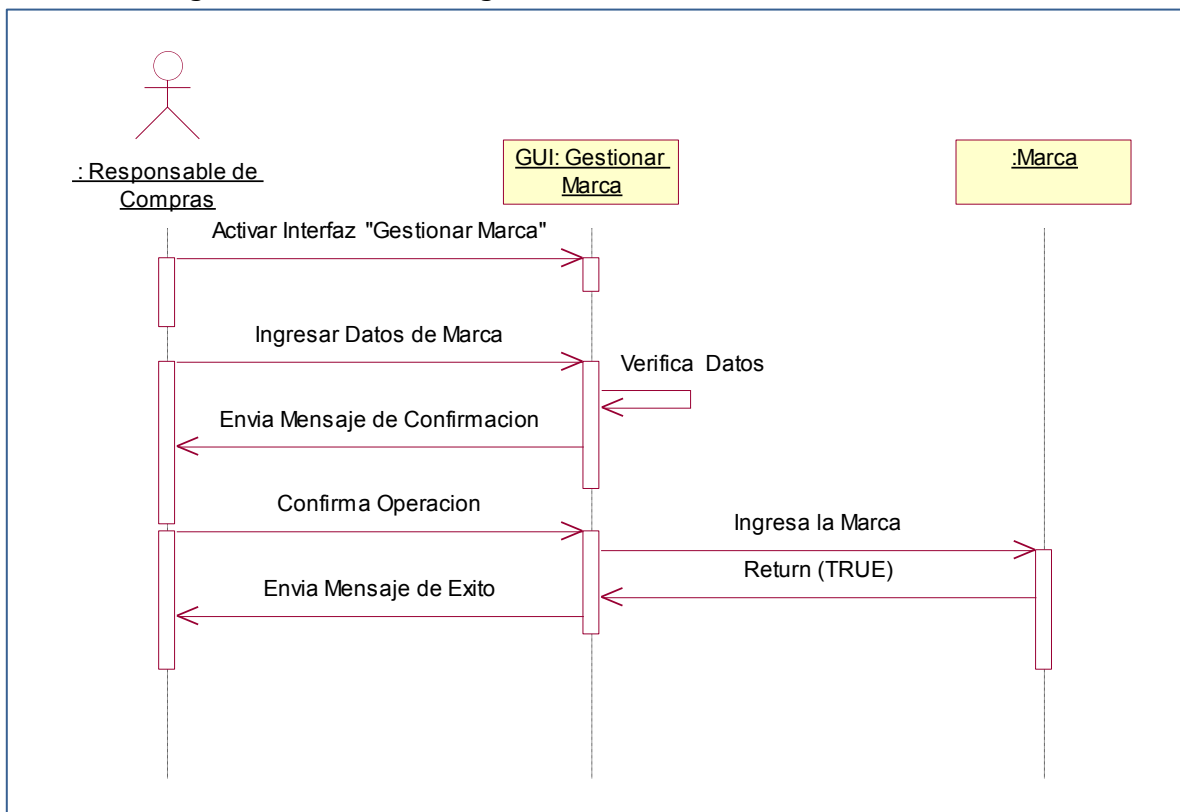 : Responsable de
Compras
GUI: Gestionar
Marca
:Marca
Activar Interfaz "Gestionar Marca"
Ingresar Datos de Marca
Verifica Datos
Envia Mensaje de Confirmacion
Confirma Operacion
Ingresa la Marca
Return (TRUE)
Envia Mensaje de Exito